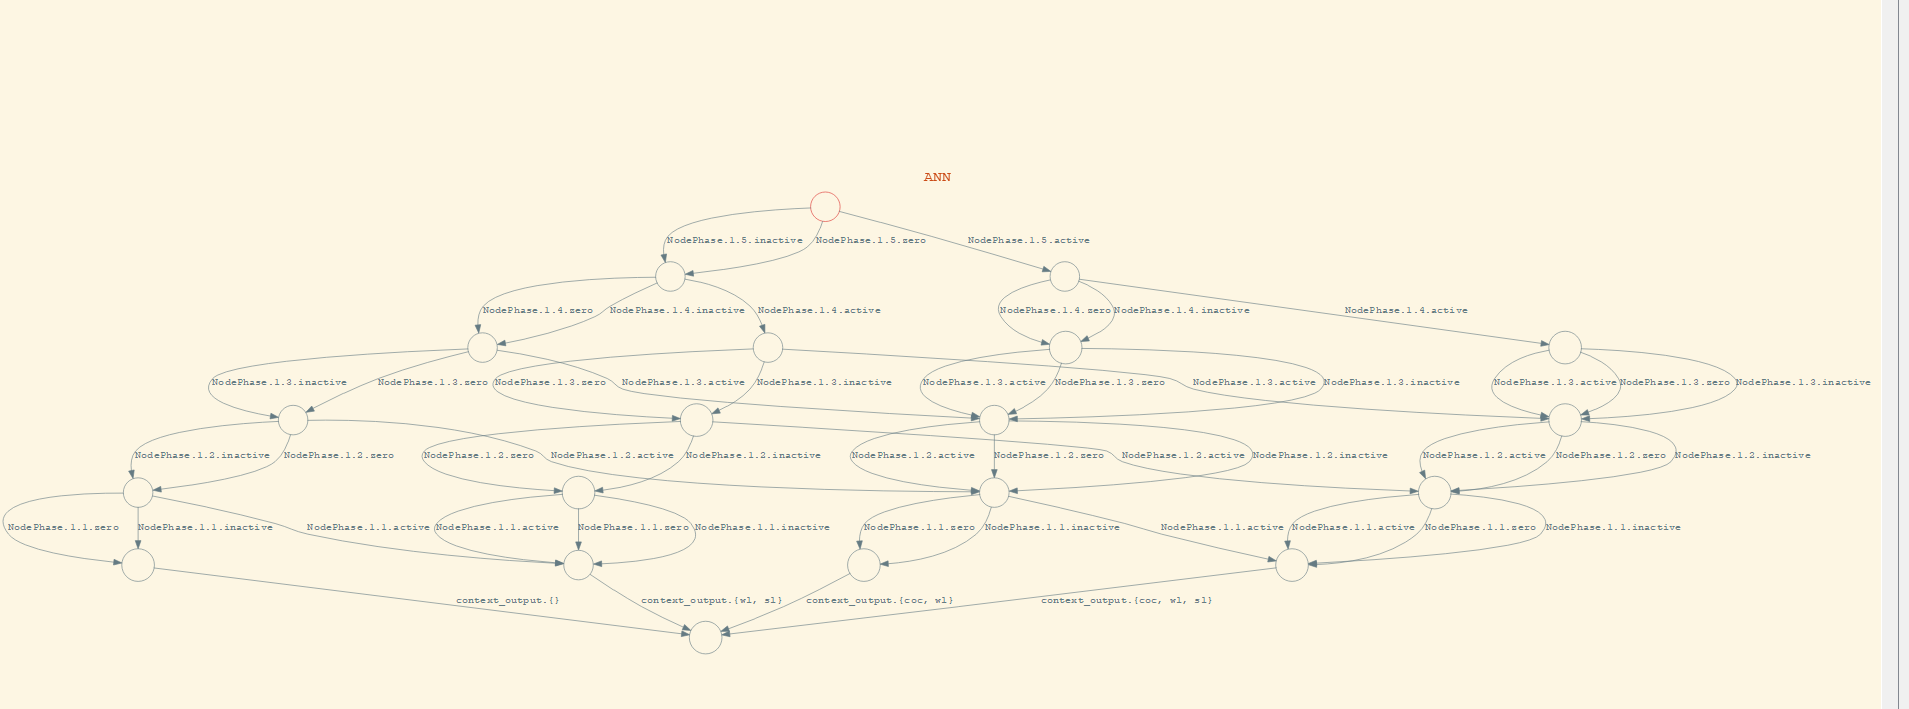 ANN
NodePhase.1.5.inactive NodePhase.1.5.zero NodePhase.1.5.active
NodePhase.1.4.zero NodePhase.1.4.inactive NodePhase.1.4.active NodePhase.1.4.zero NodePhase.1.4.inactive NodePhase.1.4.active
NodePhase.1.3.inactive NodePhase.1.3.zero NodePhase.1.3.zero NodePhase.1.3.active NodePhase.1.3.inactive NodePhase.1.3.active NodePhase.1.3.zero NodePhase.1.3.active NodePhase.1.3.inactive NodePhase.1.3.active NodePhase.1.3.zero NodePhase.1.3.inactive
NodePhase.1.2.inactive NodePhase.1.2.zero NodePhase.1.2.zero NodePhase.1.2.active NodePhase.1.2.inactive NodePhase.1.2.active NodePhase.1.2.zero NodePhase.1.2.active NodePhase.1.2.inactive NodePhase.1.2.active NodePhase.1.2.zero NodePhase.1.2.inactive
NodePhase.1.1.zero NodePhase.1.1.inactive NodePhase.1.1.active NodePhase.1.1.active NodePhase.1.1.zero NodePhase.1.1.inactive NodePhase.1.1.zero NodePhase.1.1.inactive NodePhase.1.1.active NodePhase.1.1.active NodePhase.1.1.zero NodePhase.1.1.inactive
context_output.{} context_output.{wl, sl} context_output.{coc, wl} context_output.{coc, wl, sl}